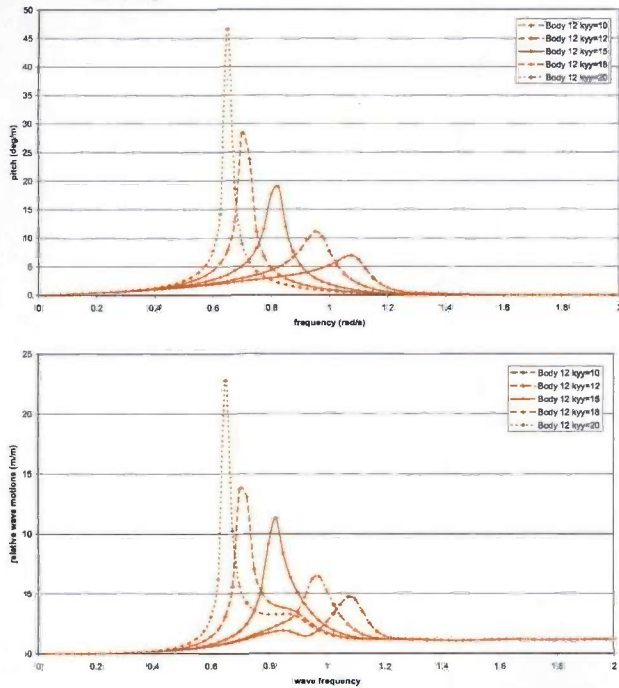 50
45
40
35
30
25
20
15
10
5
0
pitch (deg/m)
0 0.2 0.4 0.6 0.8 1 1.2 1.4 1.6 1.8 2
frequency (rad/s)
Body 12 kyy=10
Body 12 kyy=12
Body 12 kyy=15
Body 12 kyy=18
Body 12 kyy=20
25
20
15
10
5
0
relative wave motions (m/m)
0 0.2 0.4 0.6 0.8 1 1.2 1.4 1.6 1.8 2
wave frequency
Body 12 kyy=10
Body 12 kyy=12
Body 12 kyy=15
Body 12 kyy=18
Body 12 kyy=20